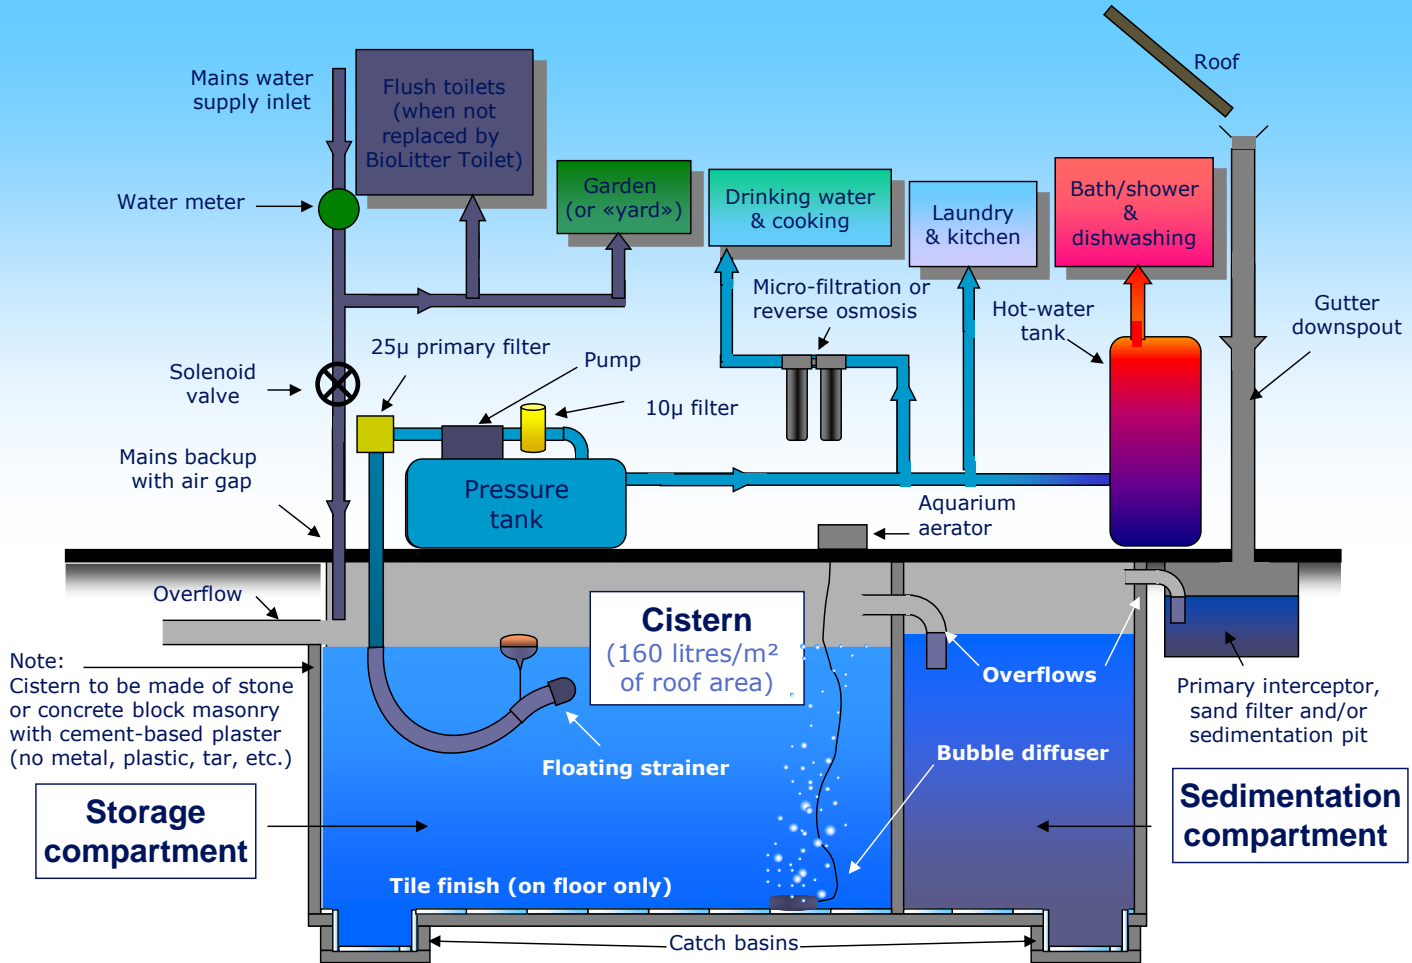 Roof
Mains water
supply inlet
Flush toilets
(when not
replaced by
BioLitter Toilet)
Water meter
Garden
(or «yard»)
Drinking water
& cooking
Laundry
& kitchen
Bath/shower
&
dishwashing
Micro-filtration or
reverse osmosis
Hot-water
tank
Gutter
downspout
25µ primary filter
Pump
Solenoid
valve
10µ filter
Mains backup
with air gap
Pressure
tank
Aquarium
aerator
Overflow
Cistern
(160 litres/m²
of roof area)
Note:
Cistern to be made of stone
or concrete block masonry
with cement-based plaster
(no metal, plastic, tar, etc.)
Overflows
Primary interceptor,
sand filter and/or
sedimentation pit
Floating strainer
Bubble diffuser
Storage
compartment
Sedimentation
compartment
Tile finish (on floor only)
Catch basins